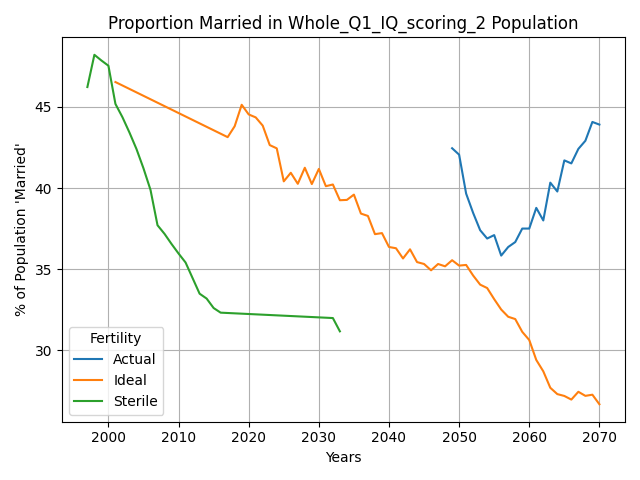 Proportion Married in Whole_Q1_IQ_scoring_2 Population
% of Population 'Married'
45
40
35
30
Fertility
Actual
Ideal
Sterile
2000 2010 2020 2030 2040 2050 2060 2070
Years